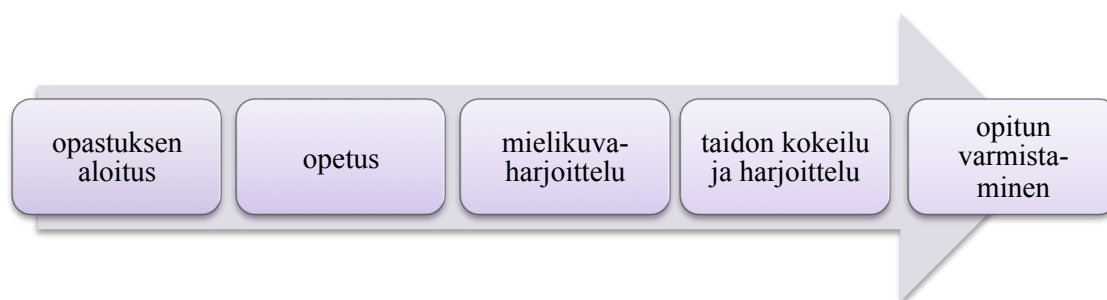 opastuksen
aloitus
opetus
mielikuva-
harjoittelu
taidon kokeilu
ja harjoittelu
opitun
varmista-
minen